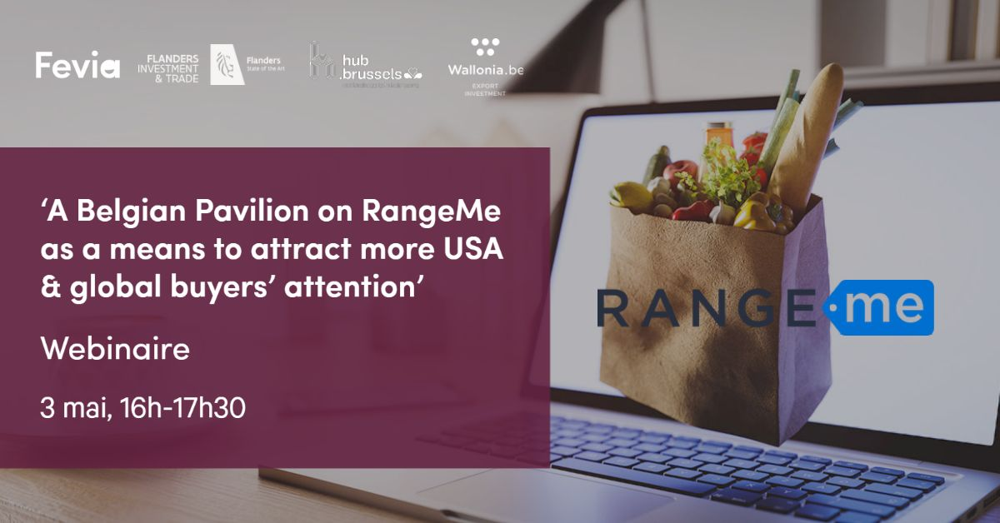 Fevia
FLANDERS
INVESTMENT
& TRADE
Flanders
State of the Art
hub
.brussels
Wallonia.be
EXPORT
INVESTMENT
‘A Belgian Pavilion on RangeMe
as a means to attract more USA
& global buyers’ attention’
Webinaire
3 mai, 16h-17h30
RANGE me